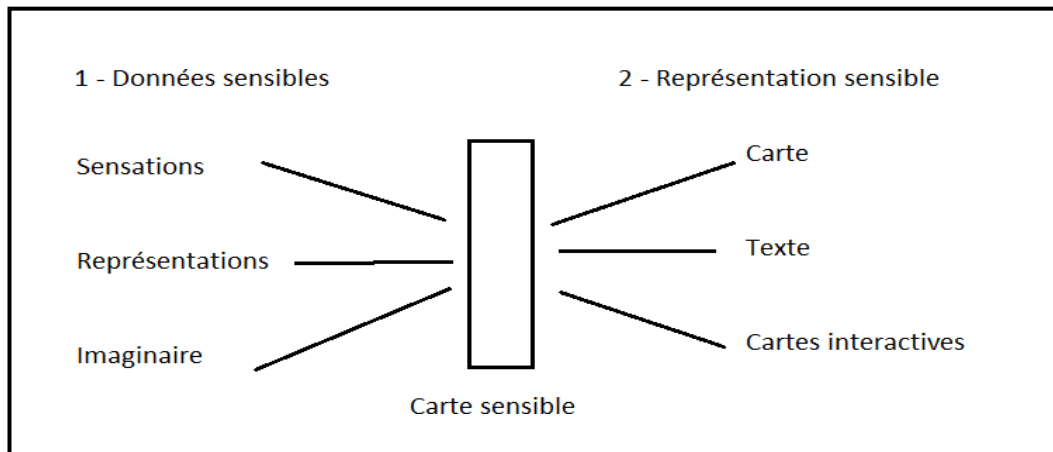 1 - Données sensibles
2 - Représentation sensible
Sensations
Représentations
Imaginaire
Carte
Texte
Cartes interactives
Carte sensible